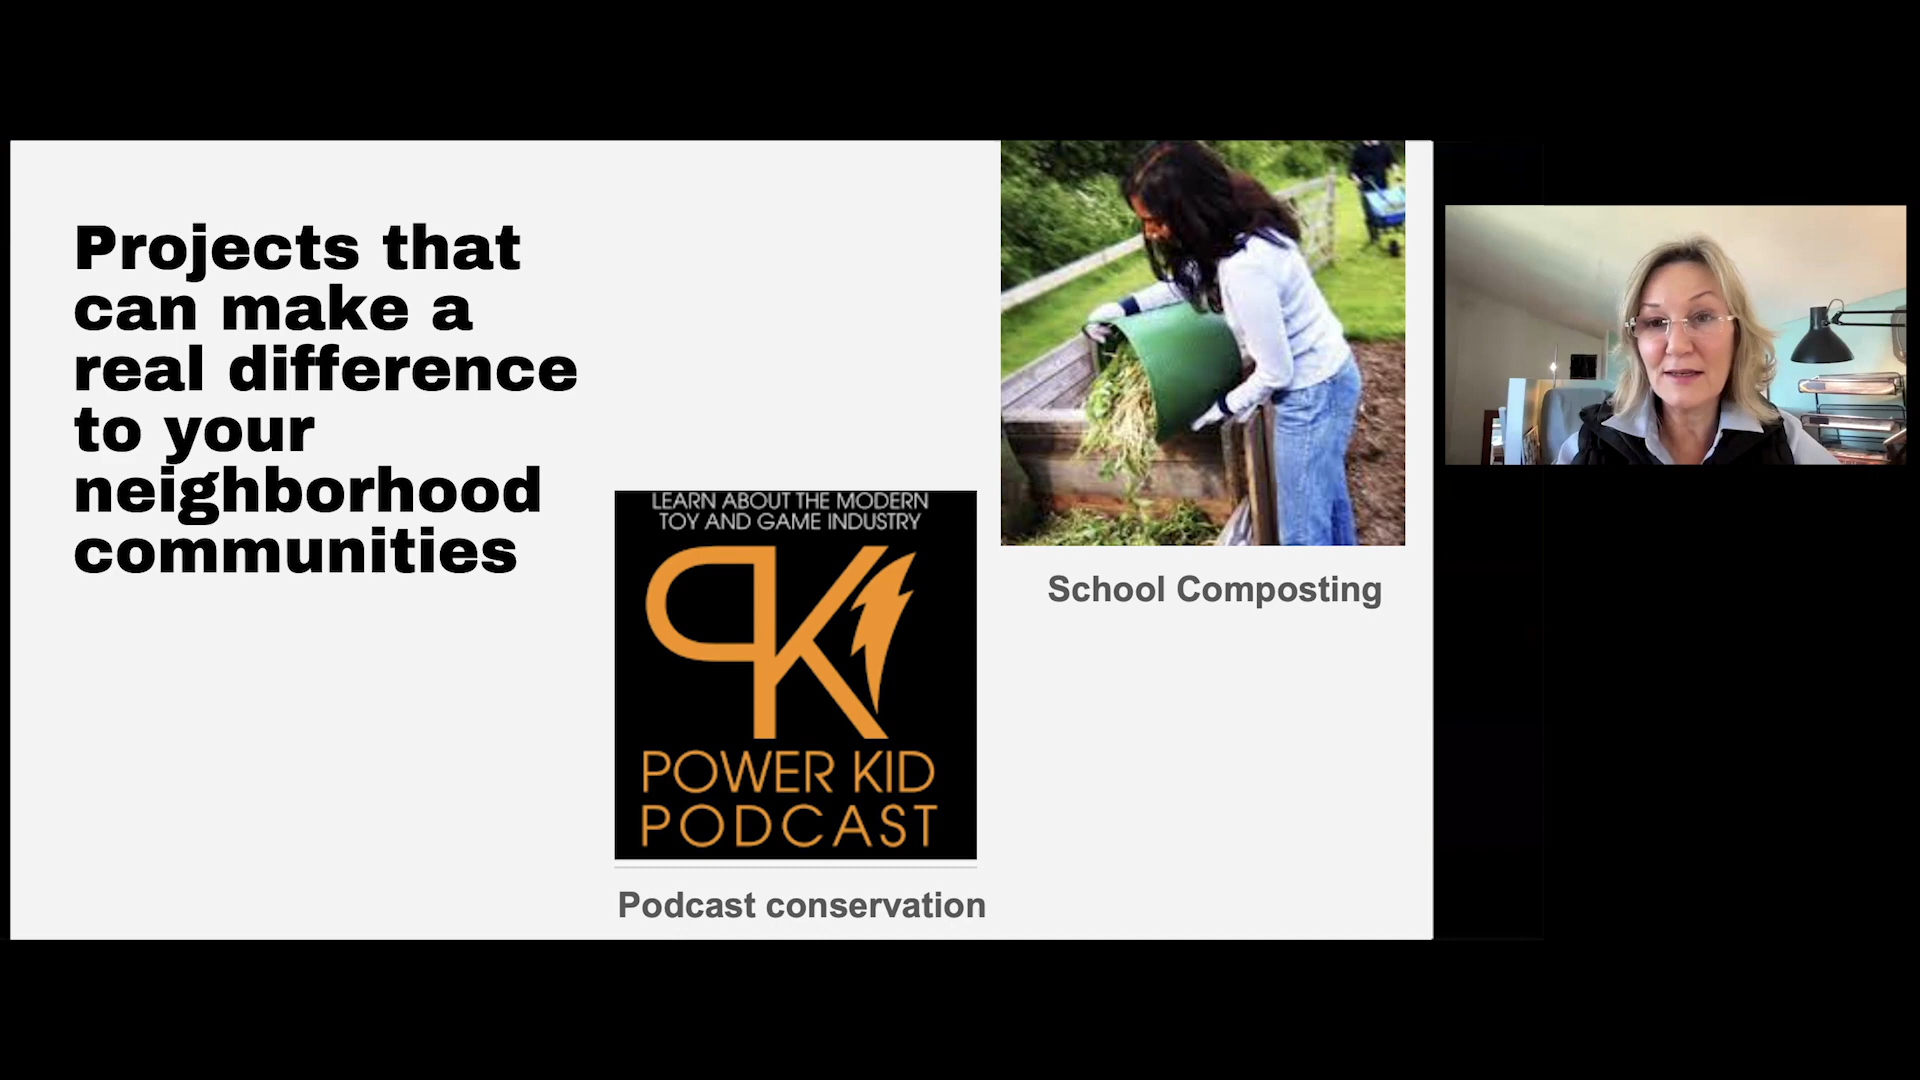 Projects that
can make a
real difference
to your
neighborhood
communities
LEARN ABOUT THE MODERN
TOY AND GAME INDUSTRY
PK
POWER KID
PODCAST
Podcast conservation
School Composting